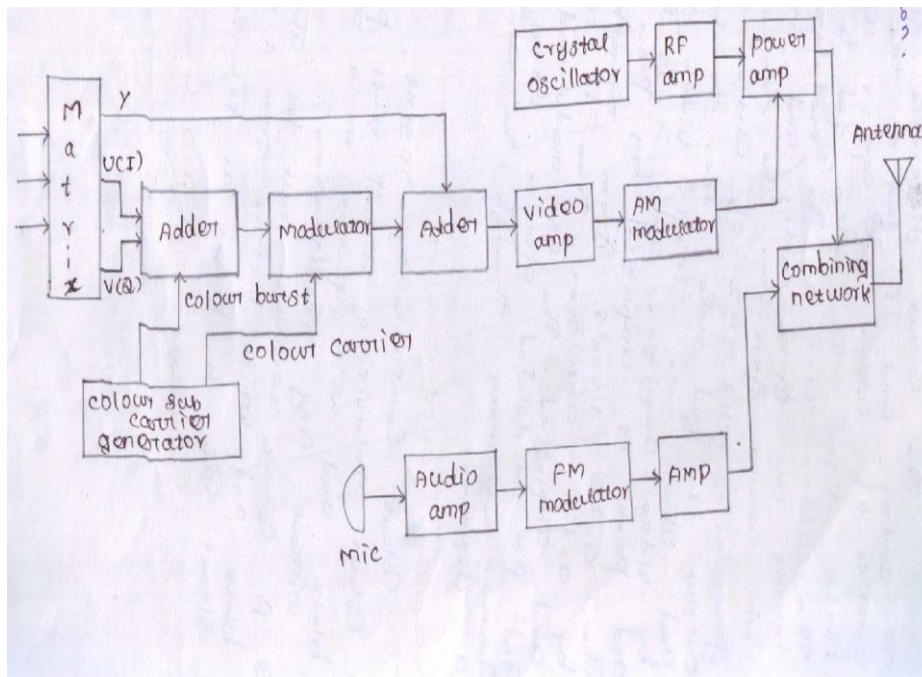 Crystal
oscillator
RF
amp
power
amp
Antenna
M
a
t
r
i
x
Y
U(I)
V(Q)
Adder
Modulator
Adder
video
amp
AM
modulator
combining
network
colour burst
colour carrier
colour sub
carrier
generator
mic
Audio
amp
FM
modulator
AMP